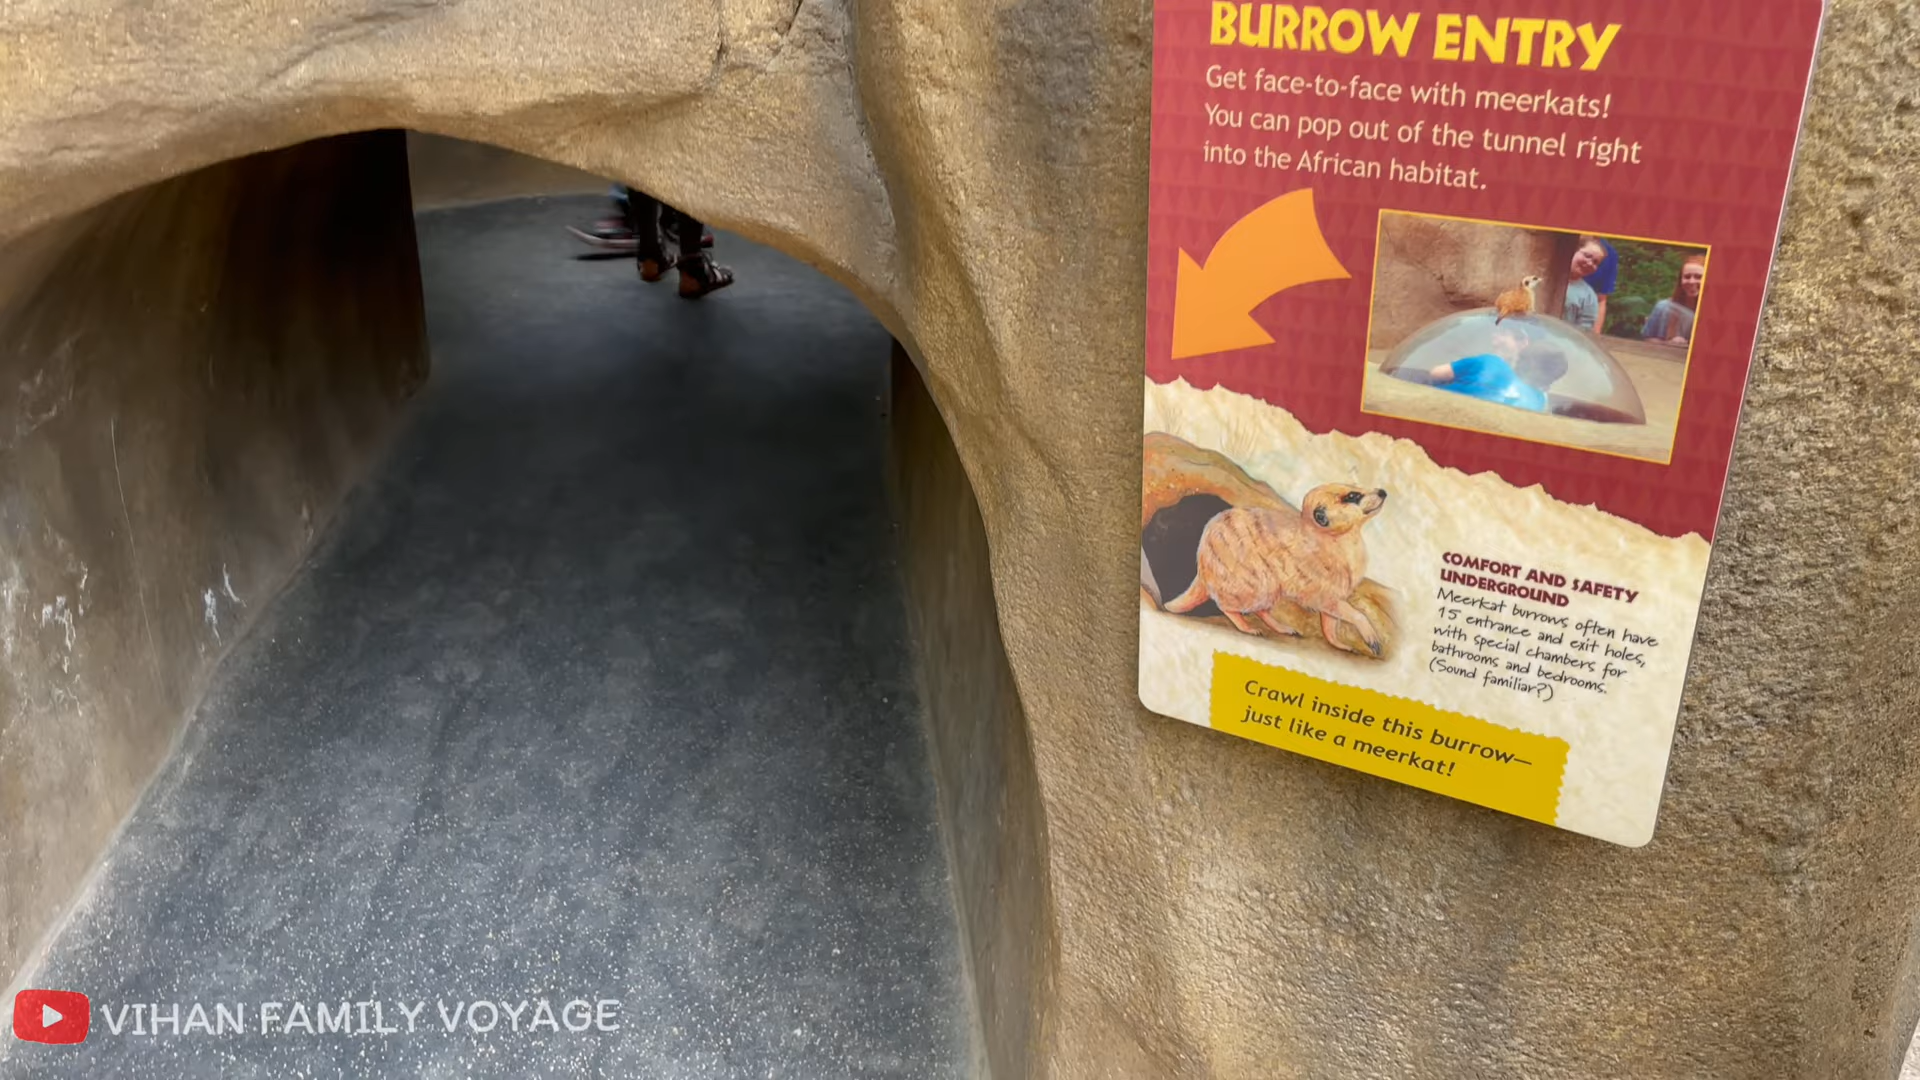 BURROW ENTRY
Get face-to-face with meerkats!
You can pop out of the tunnel right
into the African habitat.
COMFORT AND SAFETY
UNDERGROUND
Meerkat burrows often have
15 entrance and exit holes,
with special chambers for
bathrooms and bedrooms.
(Sound familiar?)
Crawl inside this burrow—
just like a meerkat!
VIHAN FAMILY VOYAGE